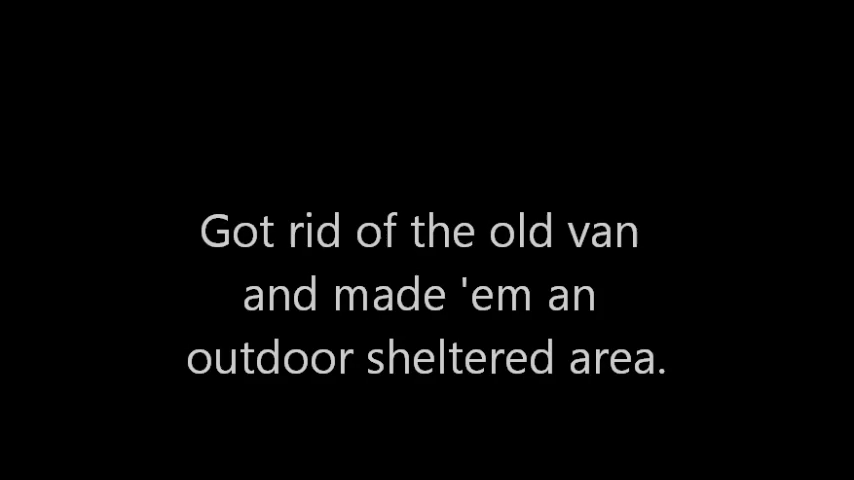 Got rid of the old van
and made 'em an
outdoor sheltered area.